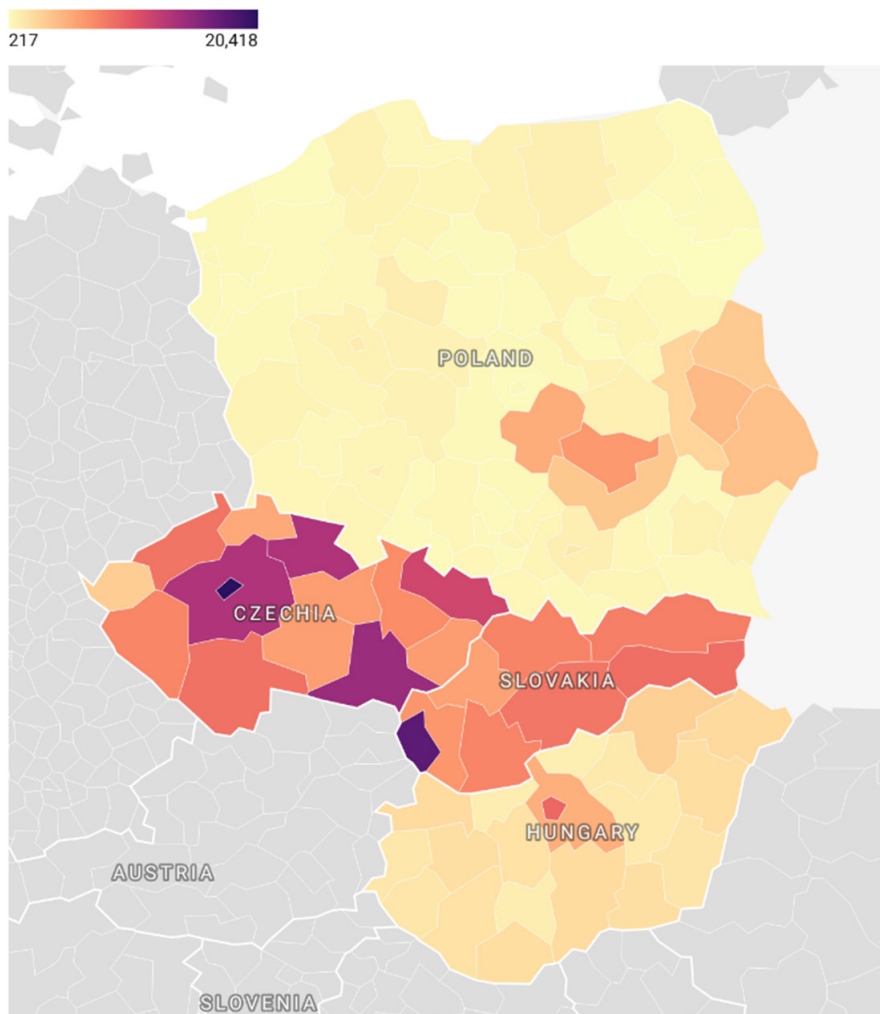 217 20,418
POLAND
CZECHIA
SLOVAKIA
HUNGARY
AUSTRIA
SLOVENIA